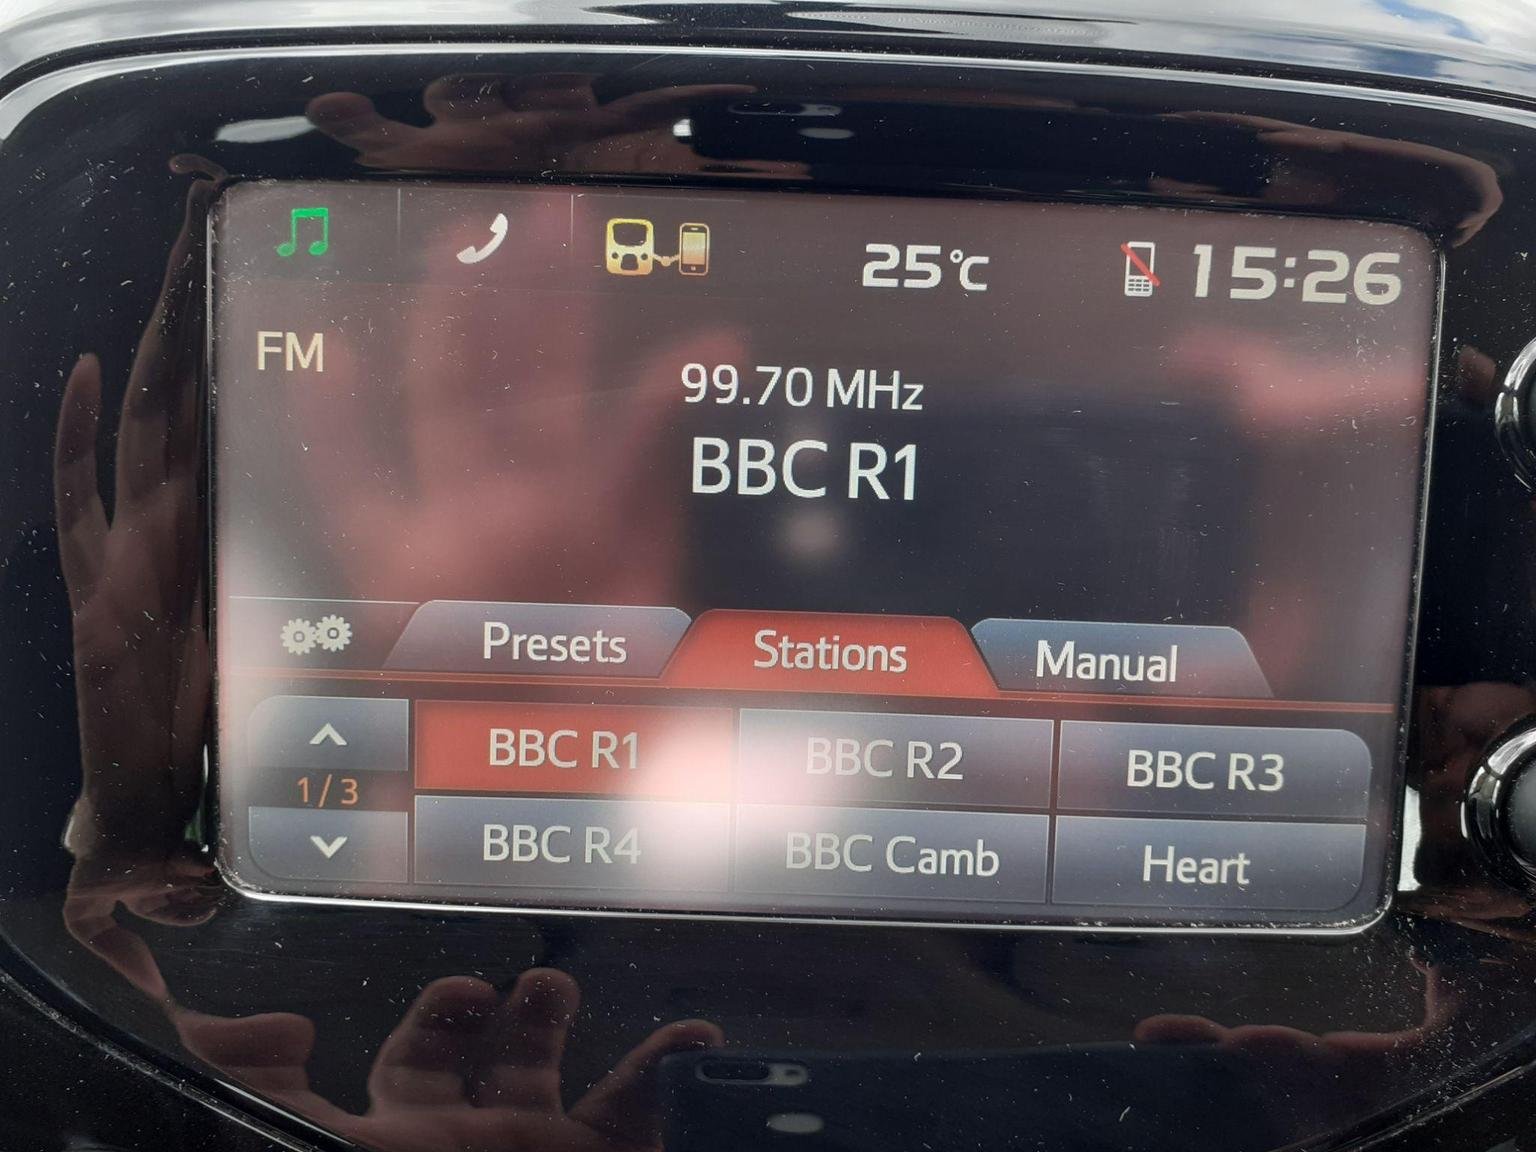 25°C 15:26
FM
99.70 MHz
BBC R1
Presets Stations Manual
BBC R1 BBC R2 BBC R3
1/3
BBC R4 BBC Camb Heart